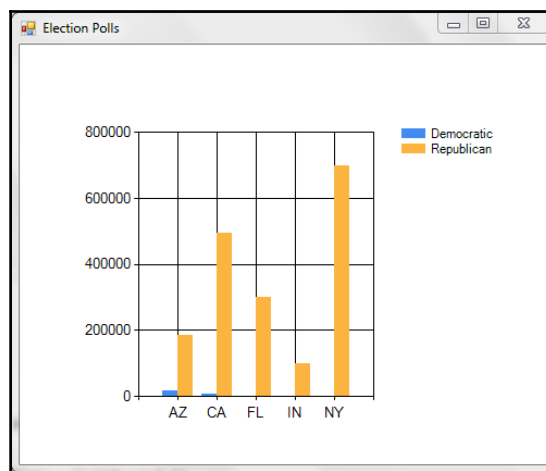 Election Polls
800000
600000
400000
200000
0
AZ CA FL IN NY
Democratic
Republican